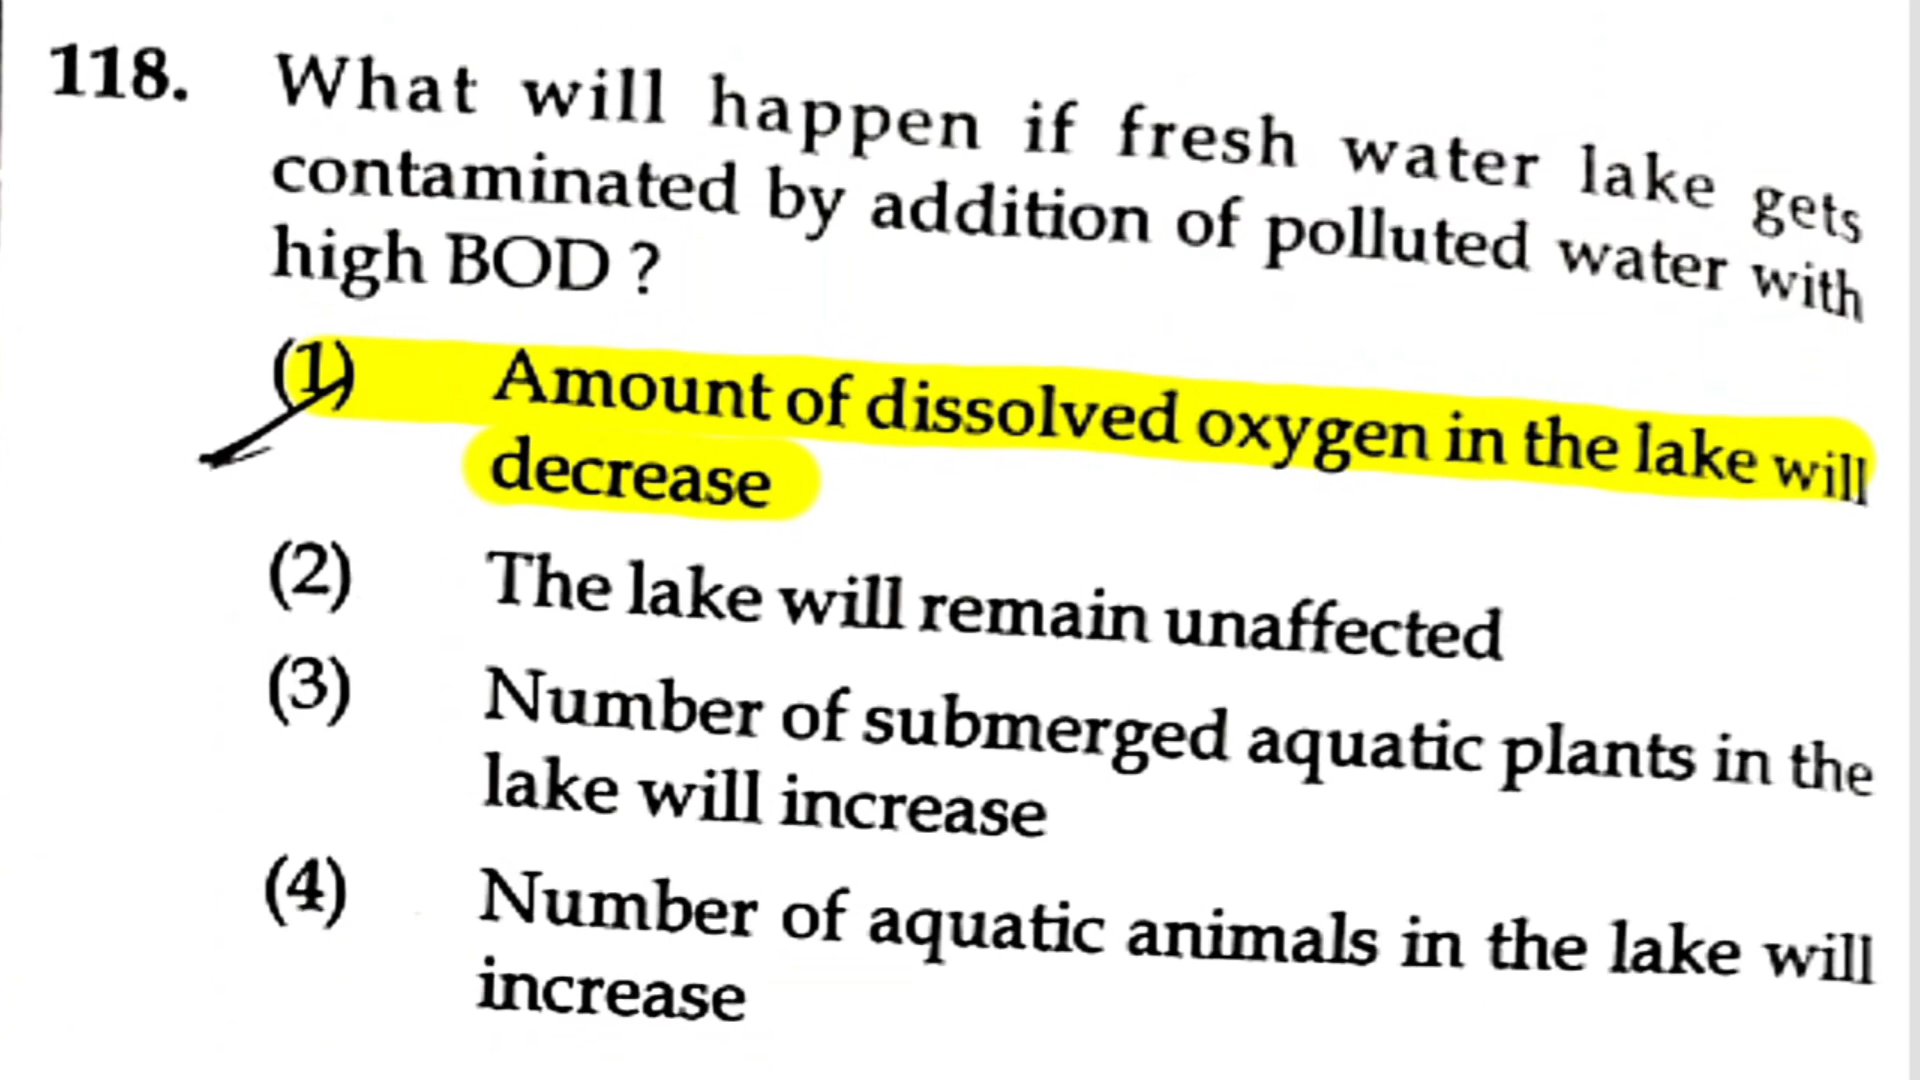 118. What will happen if fresh water lake gets
contaminated by addition of polluted water with
high BOD ?
(1) Amount of dissolved oxygen in the lake will
decrease
(2) The lake will remain unaffected
(3) Number of submerged aquatic plants in the
lake will increase
(4) Number of aquatic animals in the lake will
increase